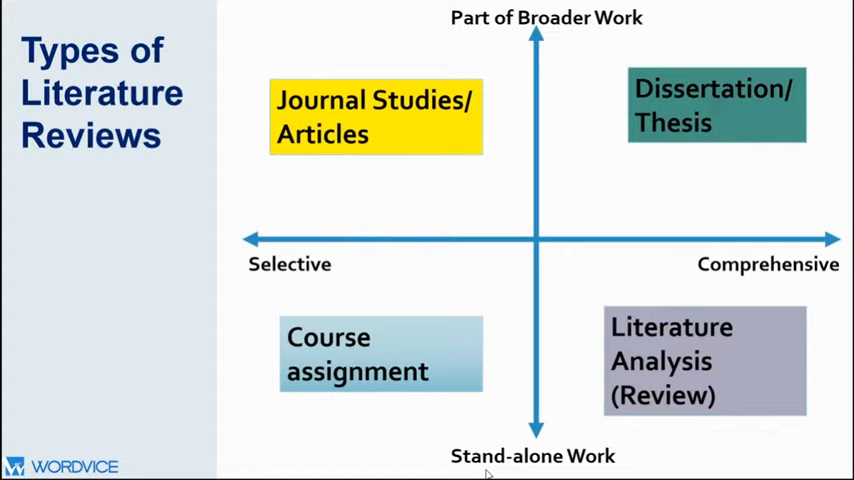 Types of
Literature
Reviews
Part of Broader Work
Journal Studies/
Articles
Dissertation/
Thesis
Selective
Comprehensive
Course
assignment
Literature
Analysis
(Review)
Stand-alone Work
WORDVICE